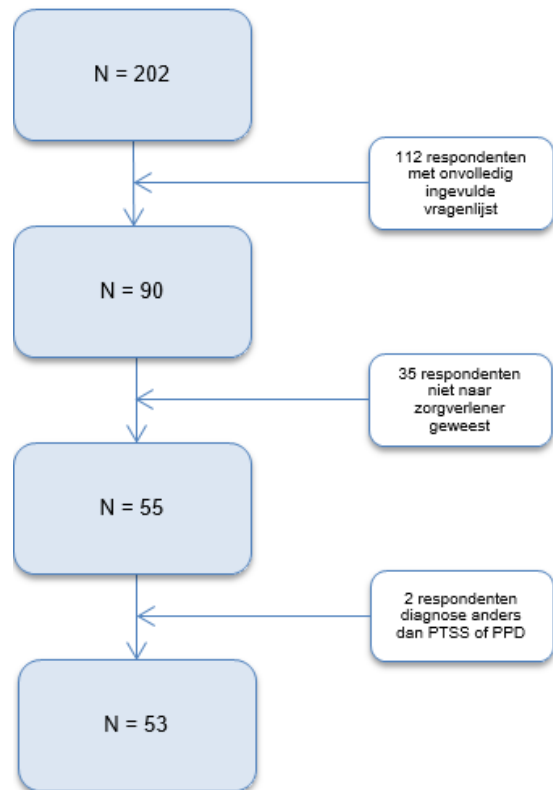 N = 202
112 respondenten
met onvolledig
ingevulde
vragenlijst
N = 90
35 respondenten
niet naar
zorgverlener
geweest
N = 55
2 respondenten
diagnose anders
dan PTSS of PPD
N = 53